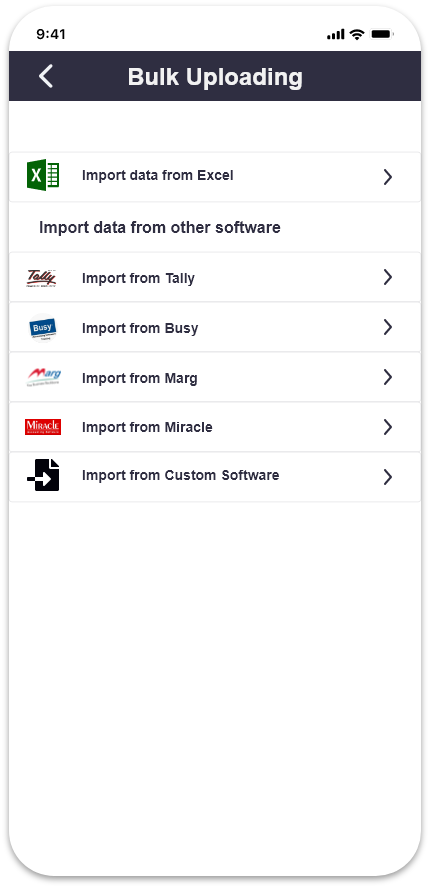 9:41
Bulk Uploading
X
Import data from Excel
Import data from other software
Tally
Import from Tally
Busy
Import from Busy
Marg
Import from Marg
MIRACLE
Import from Miracle
Import from Custom Software